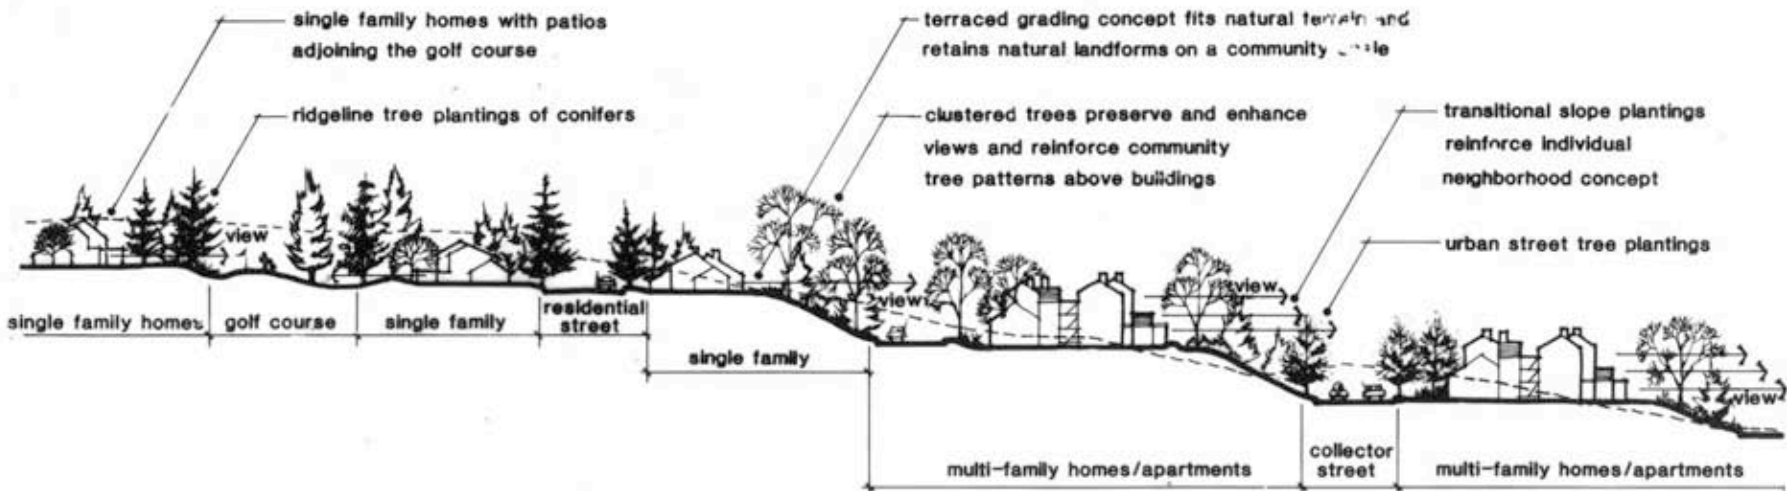 single family homes with patios
adjoining the golf course
ridgeline tree plantings of conifers
terraced grading concept fits natural terrain and
retains natural landforms on a community
clustered trees preserve and enhance
views and reinforce community
tree patterns above buildings
transitional slope plantings
reinforce individual
neighborhood concept
urban street tree plantings
view
view
view
view
single family homes
golf course
single family
residential
street
single family
multi-family homes/apartments
collector
street
multi-family homes/apartments